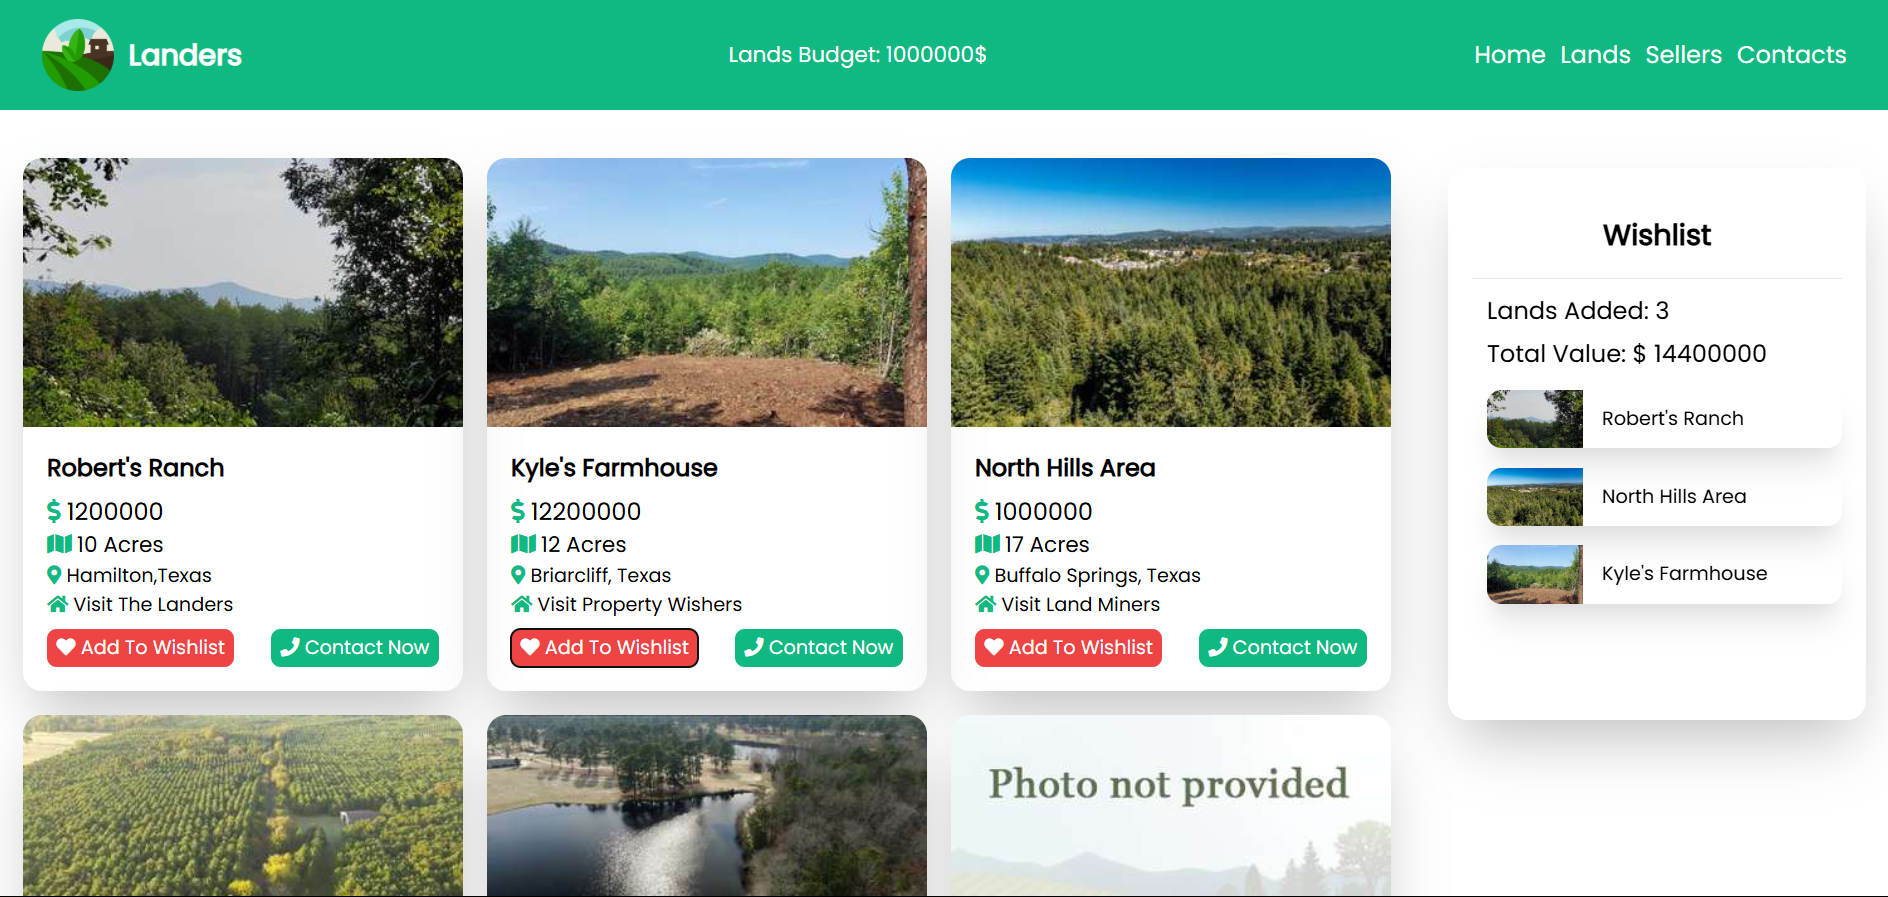 Landers
Lands Budget: 1000000$
Home Lands Sellers Contacts
Robert's Ranch
$ 1200000
10 Acres
Hamilton,Texas
Visit The Landers
Add To Wishlist
Contact Now
Kyle's Farmhouse
$ 12200000
12 Acres
Briarcliff, Texas
Visit Property Wishers
Add To Wishlist
Contact Now
North Hills Area
$ 1000000
17 Acres
Buffalo Springs, Texas
Visit Land Miners
Add To Wishlist
Contact Now
Photo not provided
Wishlist
Lands Added: 3
Total Value: $ 14400000
Robert's Ranch
North Hills Area
Kyle's Farmhouse